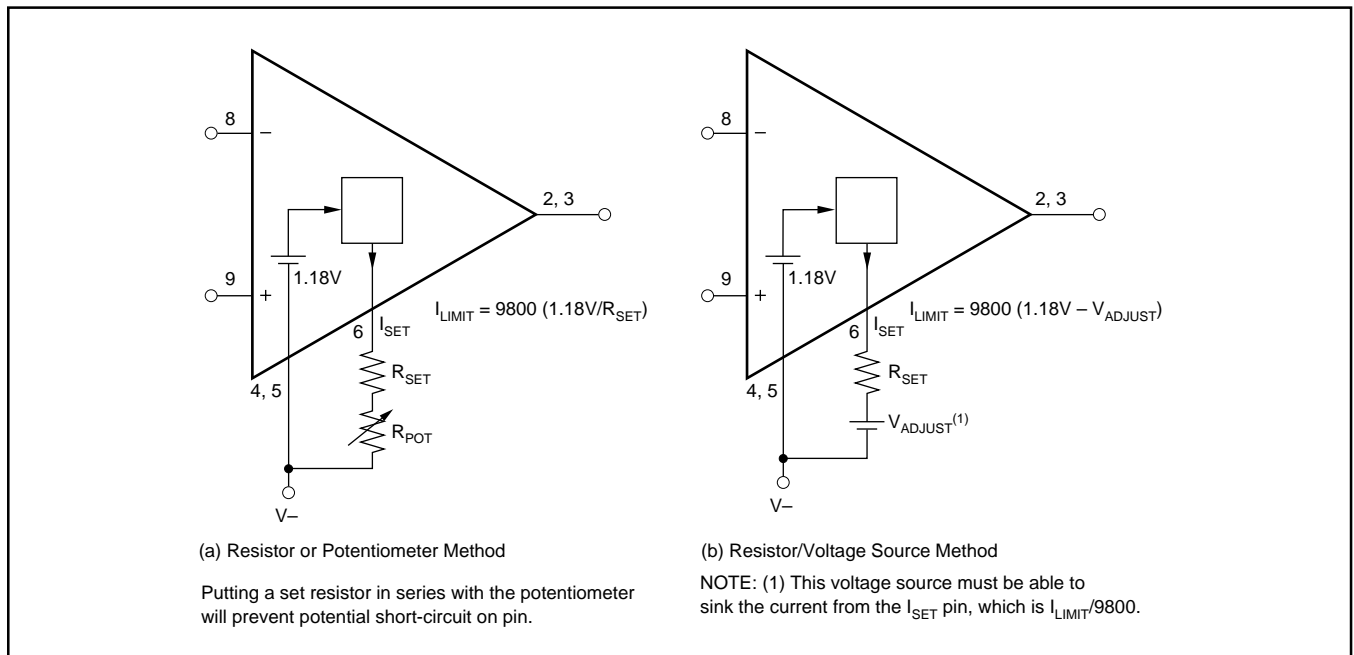 8
−
2, 3
1.18V
9
+
I_LIMIT = 9800 (1.18V/R_SET)
I_SET
6
R_SET
4, 5
R_POT
V–
(a) Resistor or Potentiometer Method
Putting a set resistor in series with the potentiometer
will prevent potential short-circuit on pin.
8
−
2, 3
1.18V
9
+
I_LIMIT = 9800 (1.18V – V_ADJUST)
I_SET
6
R_SET
4, 5
V_ADJUST(1)
V–
(b) Resistor/Voltage Source Method
NOTE: (1) This voltage source must be able to
sink the current from the I_SET pin, which is I_LIMIT/9800.